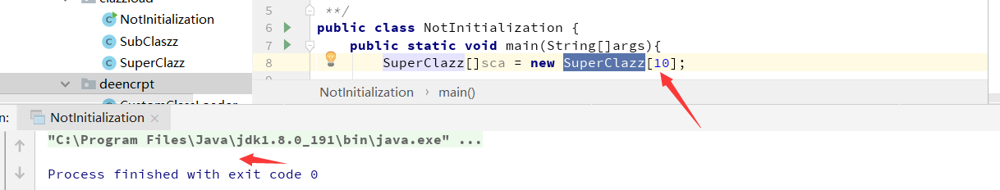 clazzload
NotInitialization
SubClaszz
SuperClazz
deencrpt
CustomClassLoader
5 **/
6 public class NotInitialization {
7 public static void main(String[]args){
8 SuperClazz[]sca = new SuperClazz[10];
NotInitialization › main()
n: NotInitialization ×
"C:\Program Files\Java\jdk1.8.0_191\bin\java.exe" ...
Process finished with exit code 0